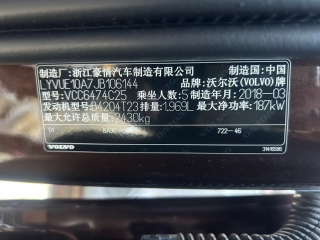 制造厂：浙江豪情汽车制造有限公司 制造国：中国
LYVUE10A7JB106144 品牌：沃尔沃(VOLVO)牌
型号：VCC6474C25 乘坐人数：5 制造年月：2018-03
发动机型号：B4204T23 排量：1.969L 最大净功率：187kW
最大允许总质量：2430kg
722-46
VOLVO